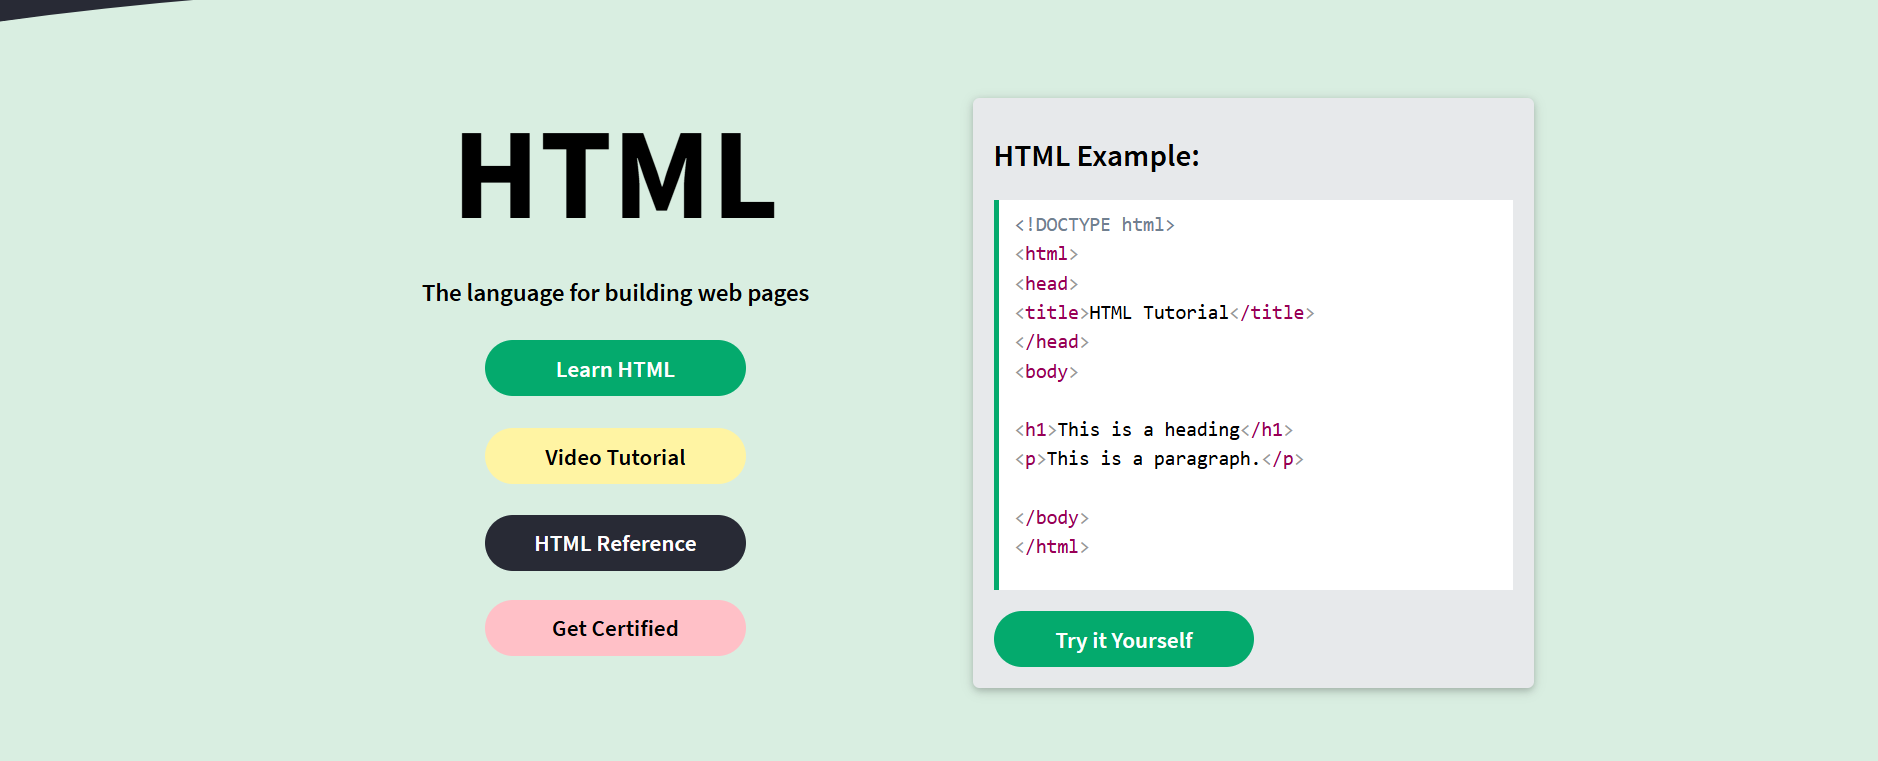 HTML
The language for building web pages
Learn HTML
Video Tutorial
HTML Reference
Get Certified
HTML Example:
<!DOCTYPE html>
<html>
<head>
<title>HTML Tutorial</title>
</head>
<body>
<h1>This is a heading</h1>
<p>This is a paragraph.</p>
</body>
</html>
Try it Yourself